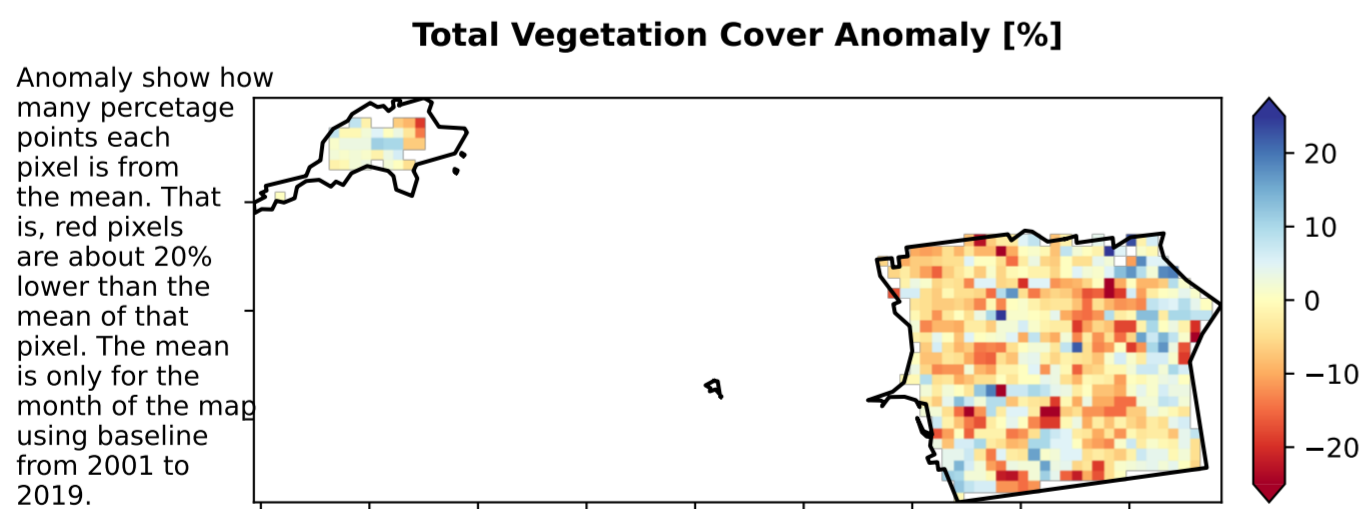 Total Vegetation Cover Anomaly [%]
Anomaly show how
many percetage
points each
pixel is from
the mean. That
is, red pixels
are about 20%
lower than the
mean of that
pixel. The mean
is only for the
month of the map
using baseline
from 2001 to
2019.
20
10
0
−10
−20